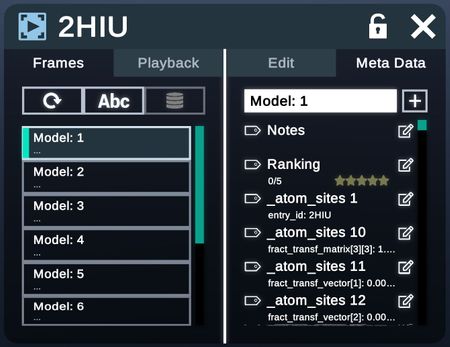 2HIU
Frames
Playback
Edit
Meta Data
Abc
Model: 1
...
Model: 2
...
Model: 3
...
Model: 4
...
Model: 5
...
Model: 6
...
Model: 1
Notes
Ranking
0/5
_atom_sites 1
entry_id: 2HIU
_atom_sites 10
fract_transf_matrix[3][3]: 1....
_atom_sites 11
fract_transf_vector[1]: 0.00...
_atom_sites 12
fract_transf_vector[2]: 0.00...